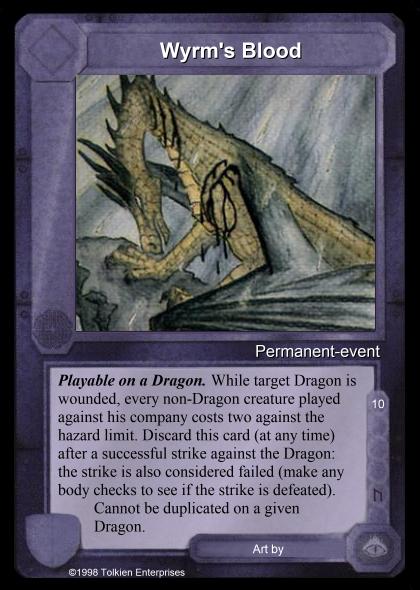 Wyrm's Blood
Permanent-event
Playable on a Dragon. While target Dragon is
wounded, every non-Dragon creature played
against his company costs two against the
hazard limit. Discard this card (at any time)
after a successful strike against the Dragon:
the strike is also considered failed (make any
body checks to see if the strike is defeated).
Cannot be duplicated on a given
Dragon.
10
Art by
©1998 Tolkien Enterprises